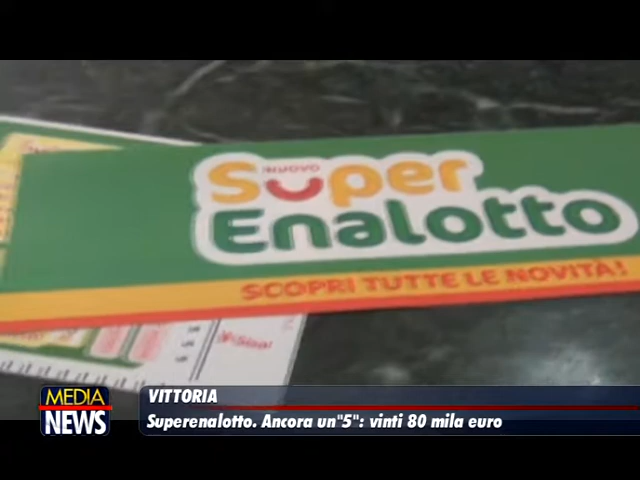 NUOVO
Super
Enalotto
SCOPRI TUTTE LE NOVITÀ!
Sisal
MEDIA
NEWS
VITTORIA
Superenalotto. Ancora un"5": vinti 80 mila euro